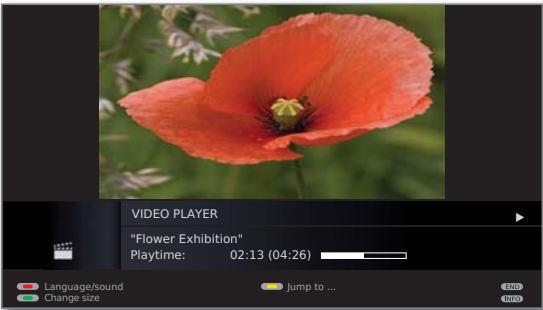 VIDEO PLAYER
"Flower Exhibition"
Playtime: 02:13 (04:26)
Language/sound Jump to ... END
Change size INFO